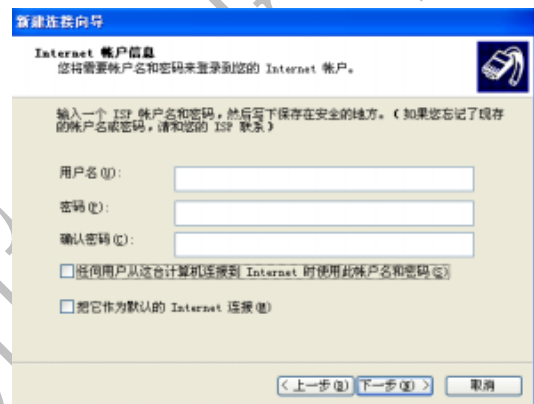 新建连接向导
Internet 帐户信息
您将需要帐户名和密码来登录到您的 Internet 帐户。
输入一个 ISP 帐户名和密码，然后写下保存在安全的地方。(如果您忘记了现存
的帐户名或密码，请和您的 ISP 联系)
用户名(U):
密码(P):
确认密码(C):
任何用户从这台计算机连接到 Internet 时使用此帐户名和密码(S)
把它作为默认的 Internet 连接(M)
< 上一步(B) 下一步(N) > 取消